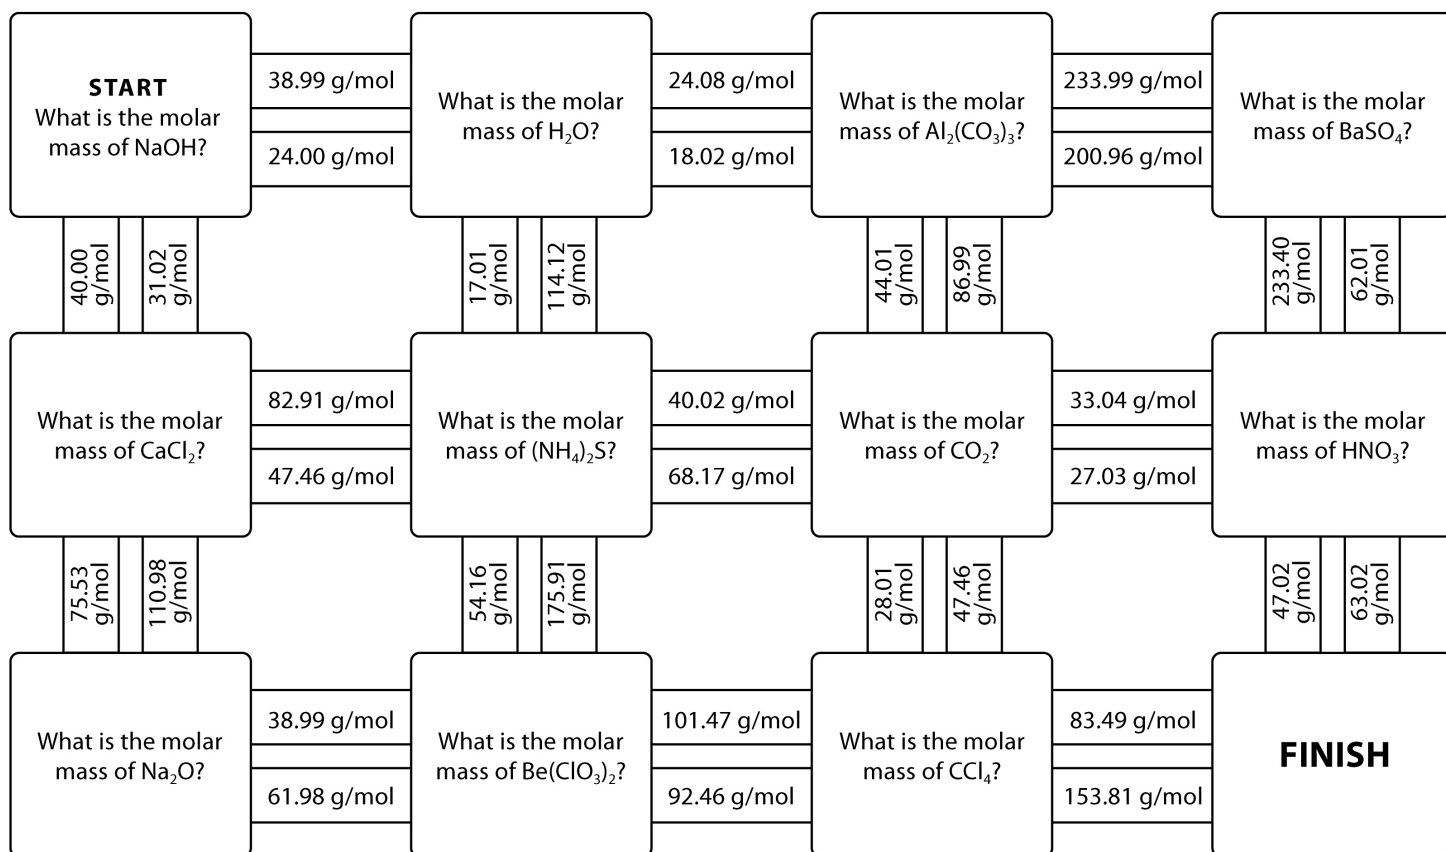 START
What is the molar
mass of NaOH?
38.99 g/mol
24.00 g/mol
What is the molar
mass of H₂O?
24.08 g/mol
18.02 g/mol
What is the molar
mass of Al₂(CO₃)₃?
233.99 g/mol
200.96 g/mol
What is the molar
mass of BaSO₄?
40.00
g/mol
31.02
g/mol
17.01
g/mol
114.12
g/mol
44.01
g/mol
86.99
g/mol
233.40
g/mol
62.01
g/mol
What is the molar
mass of CaCl₂?
82.91 g/mol
47.46 g/mol
What is the molar
mass of (NH₄)₂S?
40.02 g/mol
68.17 g/mol
What is the molar
mass of CO₂?
33.04 g/mol
27.03 g/mol
What is the molar
mass of HNO₃?
75.53
g/mol
110.98
g/mol
54.16
g/mol
175.91
g/mol
28.01
g/mol
47.46
g/mol
47.02
g/mol
63.02
g/mol
What is the molar
mass of Na₂O?
38.99 g/mol
61.98 g/mol
What is the molar
mass of Be(ClO₃)₂?
101.47 g/mol
92.46 g/mol
What is the molar
mass of CCl₄?
83.49 g/mol
153.81 g/mol
FINISH